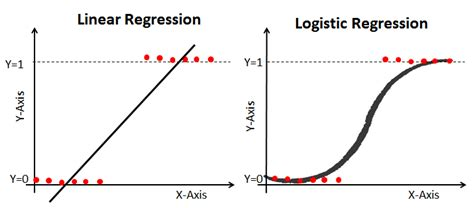 Linear Regression
Y=1
Y-Axis
Y=0
X-Axis
Logistic Regression
Y=1
Y-Axis
Y=0
X-Axis